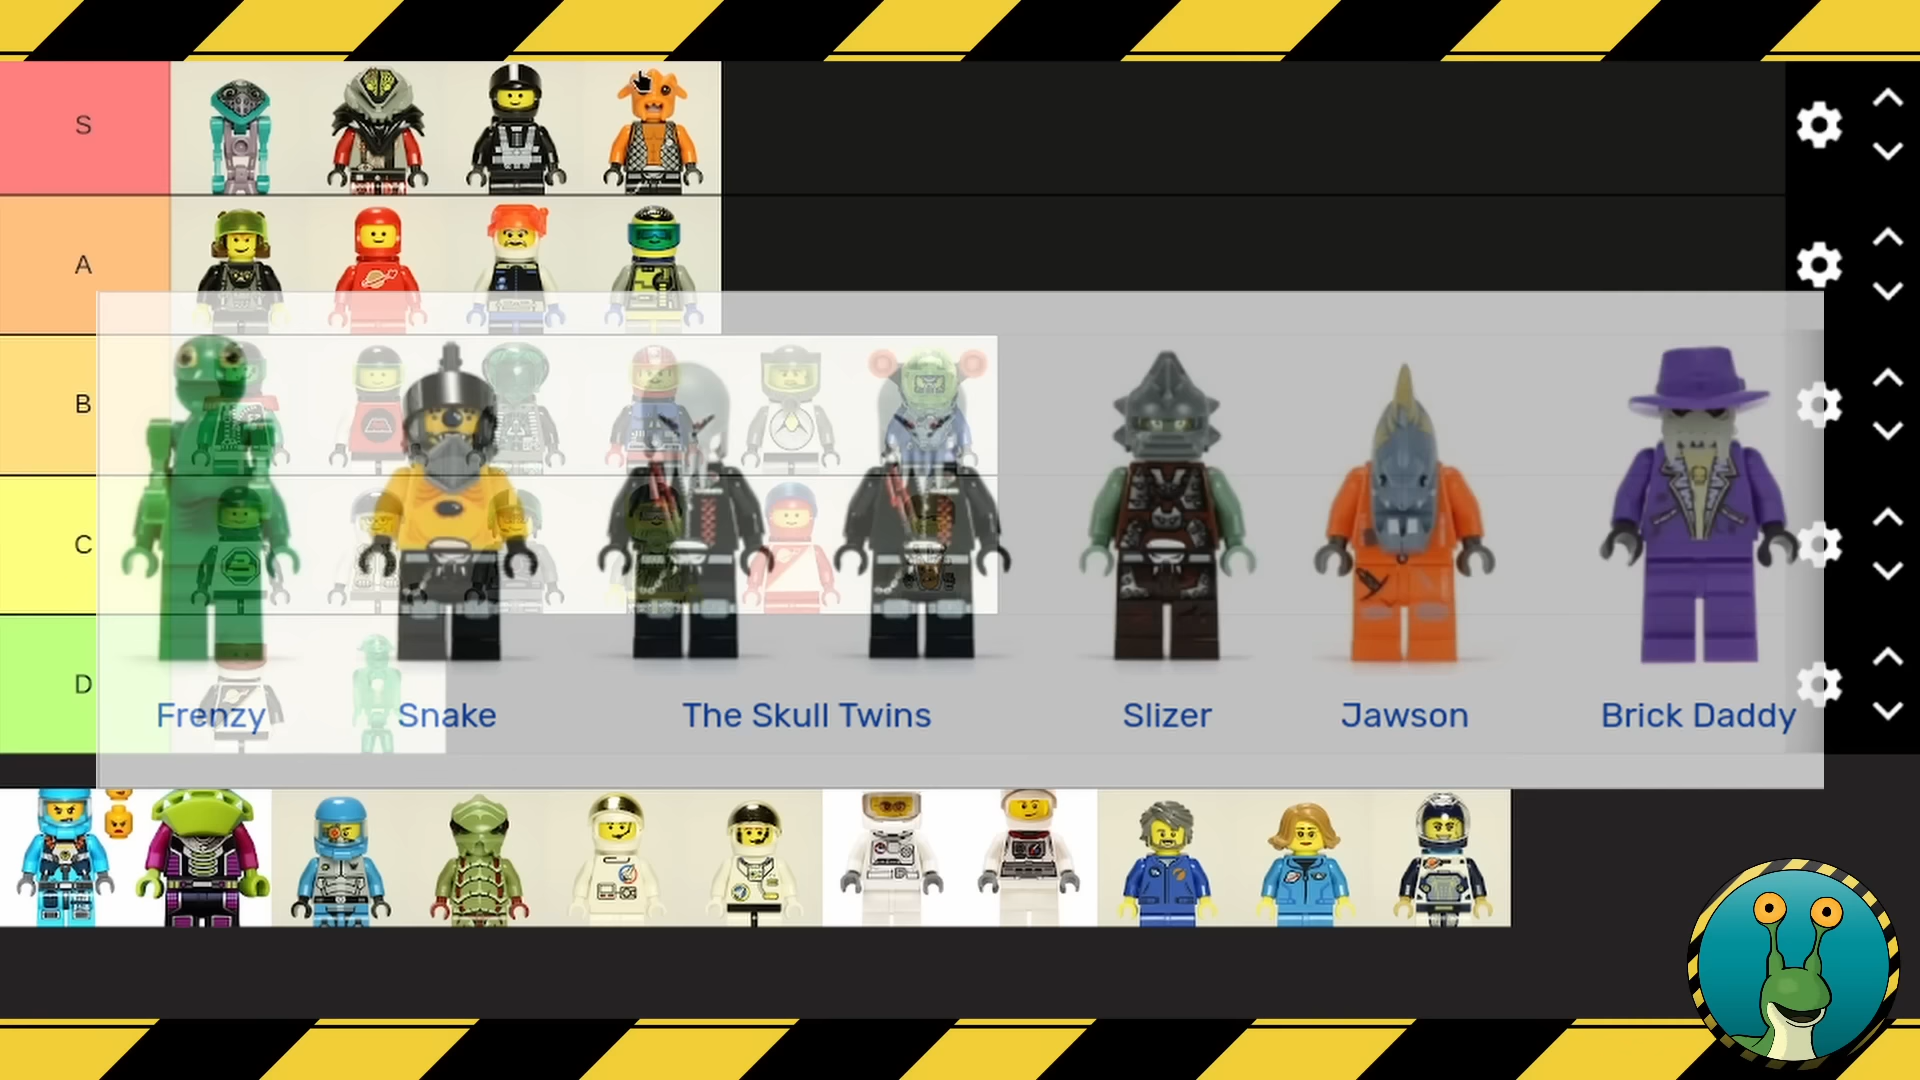 S
A
B
C
D
Frenzy
Snake
The Skull Twins
Slizer
Jawson
Brick Daddy